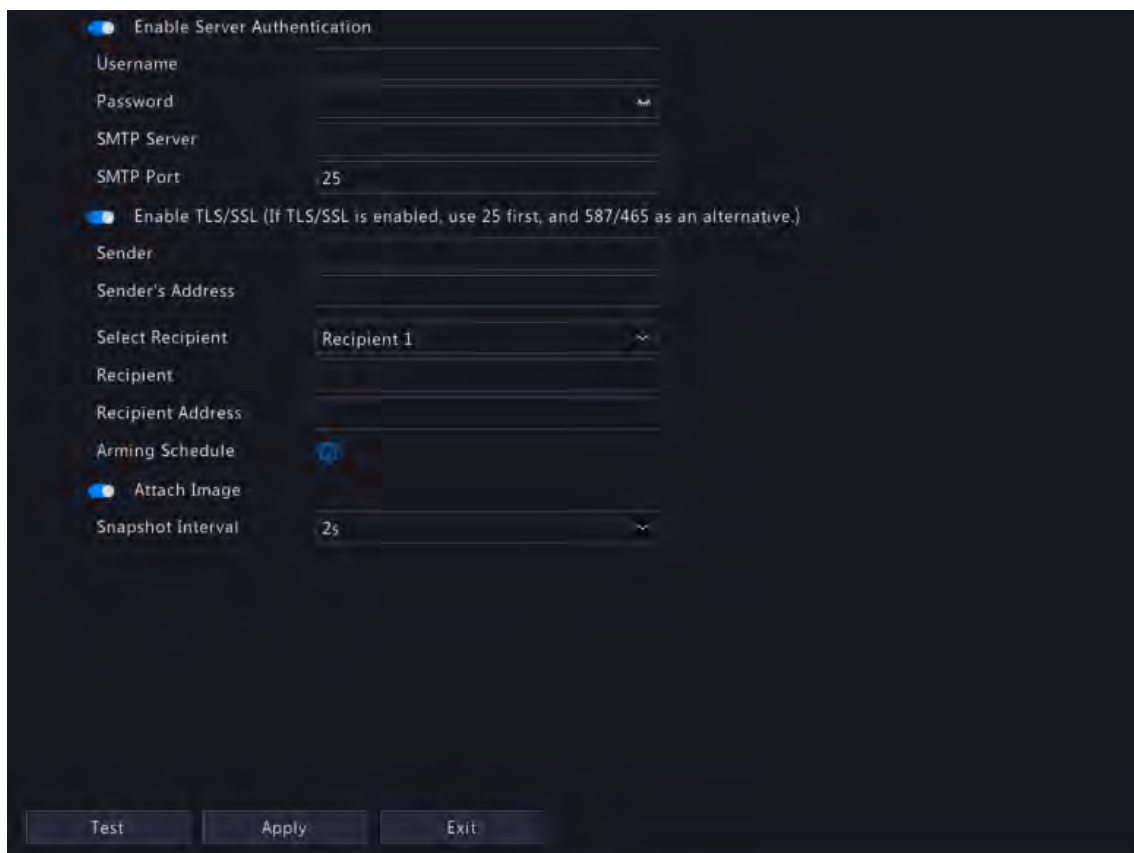 Enable Server Authentication
Username
Password
SMTP Server
SMTP Port 25
Enable TLS/SSL (If TLS/SSL is enabled, use 25 first, and 587/465 as an alternative.)
Sender
Sender's Address
Select Recipient Recipient 1
Recipient
Recipient Address
Arming Schedule
Attach Image
Snapshot Interval 2s
Test Apply Exit